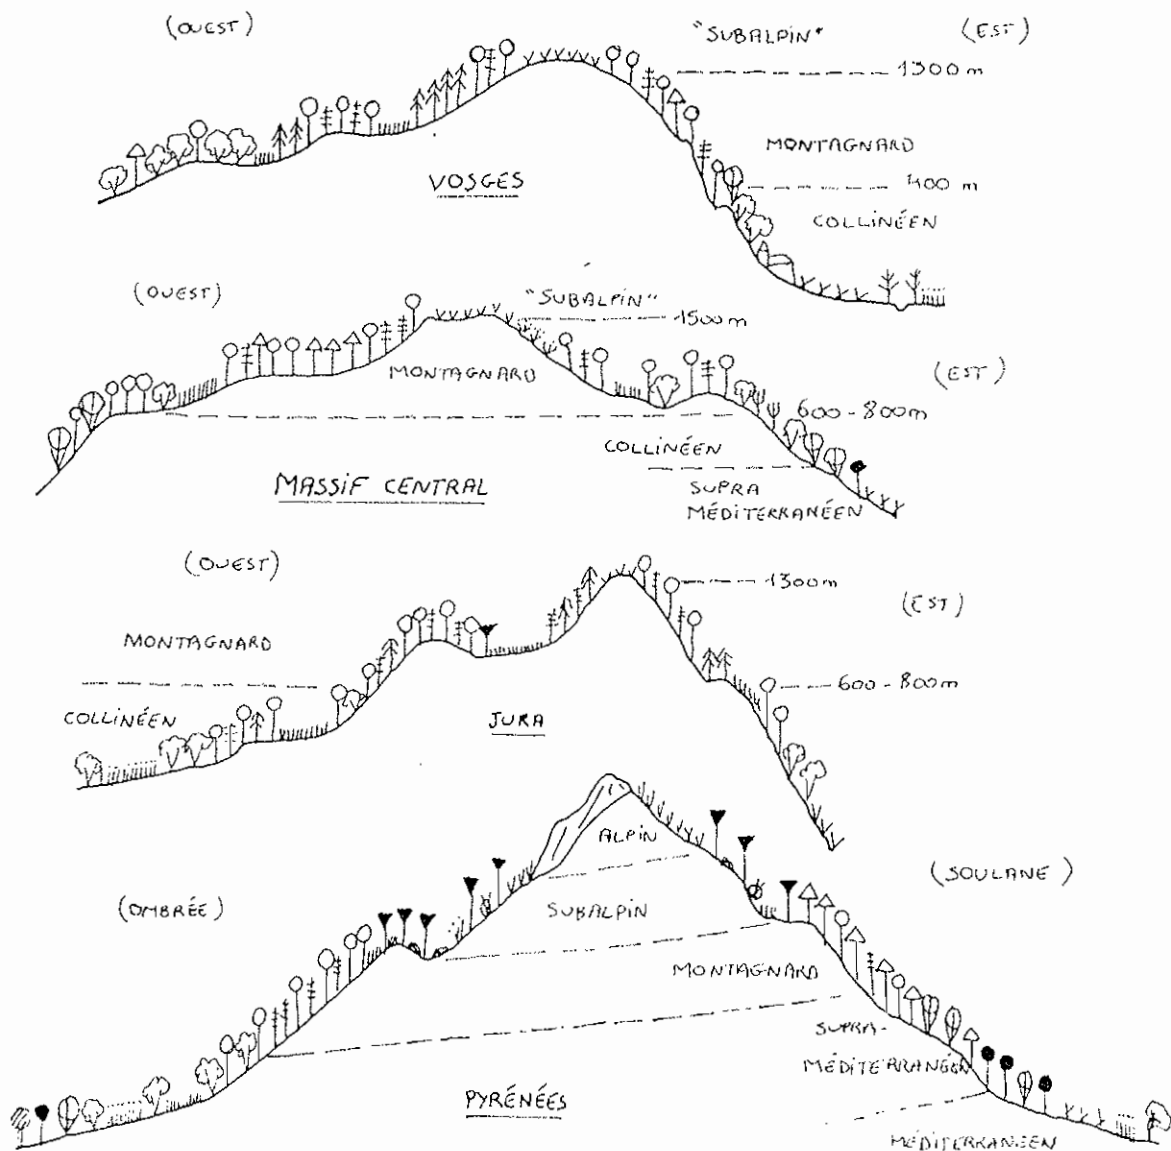 (OUEST)
"SUBALPIN"
(EST)
1300 m
MONTAGNARD
VOSGES
400 m
COLLINÉEN
(OUEST)
"SUBALPIN"
1500 m
MONTAGNARD
(EST)
600 - 800m
COLLINÉEN
MASSIF CENTRAL
SUPRA
MÉDITERRANÉEN
(OUEST)
1300m
(EST)
MONTAGNARD
600 - 800m
COLLINÉEN
JURA
ALPIN
(OMBRÉE)
(SOULANE)
SUBALPIN
MONTAGNARD
SUPRA-
MÉDITERRANÉEN
PYRÉNÉES
MÉDITERRANÉEN